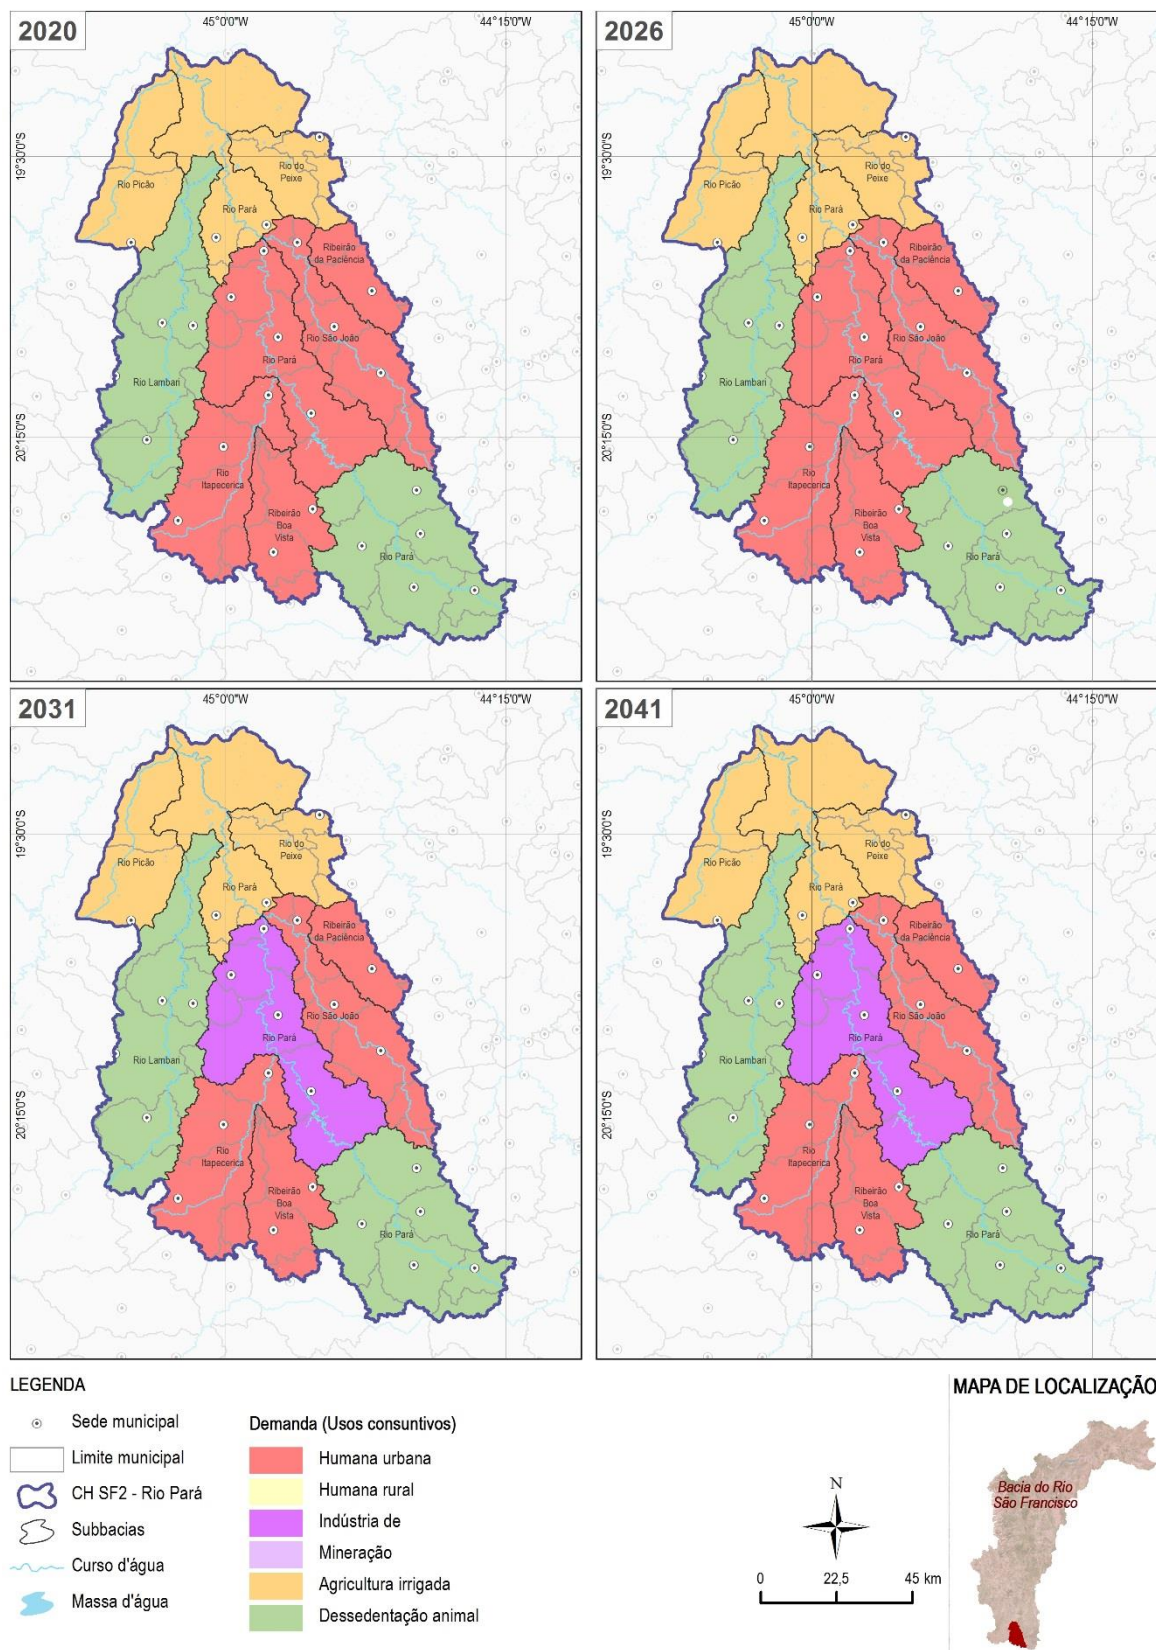 2020
45°0'0"W
44°15'0"W
19°30'0"S
20°15'0"S
Rio Picão
Rio do
Peixe
Rio Pará
Ribeirão
da Paciência
Rio São João
Rio Pará
Rio Lambari
Rio
Itapecerica
Ribeirão
Boa
Vista
Rio Pará
2026
45°0'0"W
44°15'0"W
19°30'0"S
20°15'0"S
Rio Picão
Rio do
Peixe
Rio Pará
Ribeirão
da Paciência
Rio São João
Rio Pará
Rio Lambari
Rio
Itapecerica
Ribeirão
Boa
Vista
Rio Pará
2031
45°0'0"W
44°15'0"W
19°30'0"S
20°15'0"S
Rio Picão
Rio do
Peixe
Rio Pará
Ribeirão
da Paciência
Rio São João
Rio Pará
Rio Lambari
Rio
Itapecerica
Ribeirão
Boa
Vista
Rio Pará
2041
45°0'0"W
44°15'0"W
19°30'0"S
20°15'0"S
Rio Picão
Rio do
Peixe
Rio Pará
Ribeirão
da Paciência
Rio São João
Rio Pará
Rio Lambari
Rio
Itapecerica
Ribeirão
Boa
Vista
Rio Pará
LEGENDA
Sede municipal
Limite municipal
CH SF2 - Rio Pará
Subbacias
Curso d'água
Massa d'água
Demanda (Usos consuntivos)
Humana urbana
Humana rural
Indústria de
Mineração
Agricultura irrigada
Dessedentação animal
N
0 22,5 45 km
MAPA DE LOCALIZAÇÃO
Bacia do Rio
São Francisco